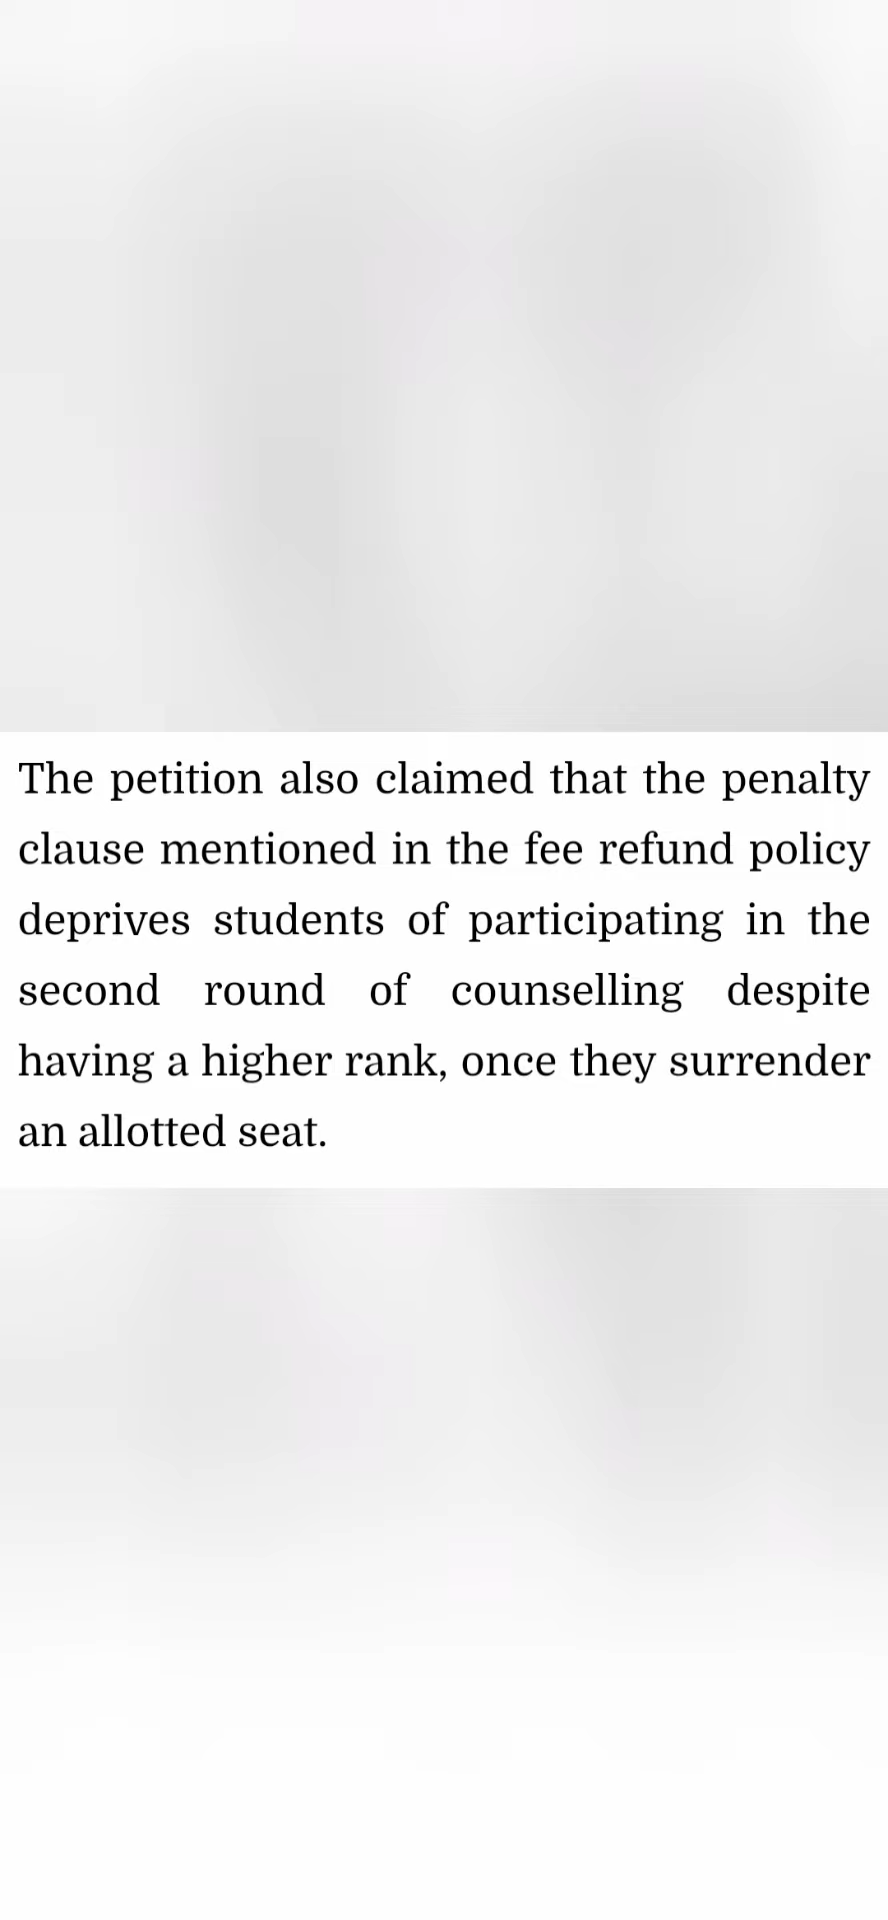 The petition also claimed that the penalty
clause mentioned in the fee refund policy
deprives students of participating in the
second round of counselling despite
having a higher rank, once they surrender
an allotted seat.